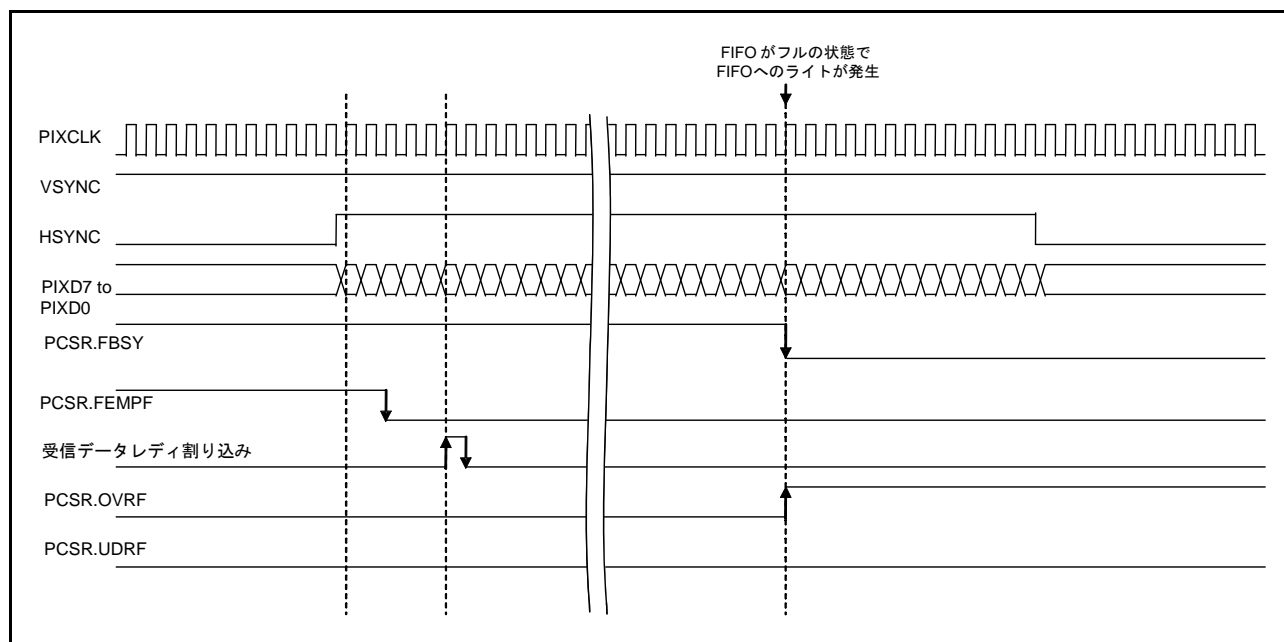 FIFO がフルの状態で
FIFOへのライトが発生
PIXCLK
VSYNC
HSYNC
PIXD7 to
PIXD0
PCSR.FBSY
PCSR.FEMPF
受信データレディ割り込み
PCSR.OVRF
PCSR.UDRF